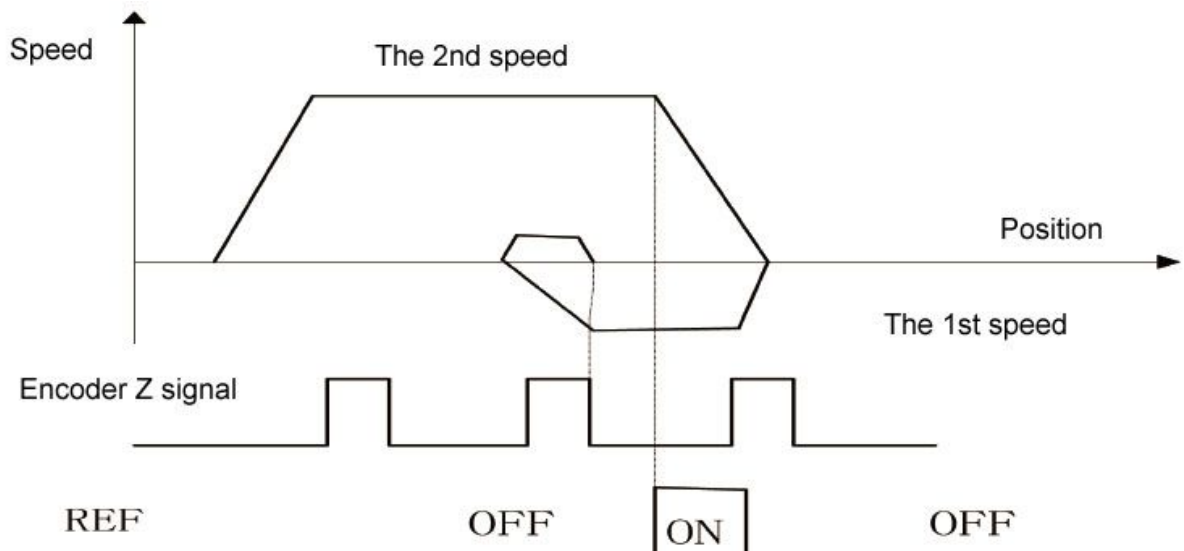 Speed
The 2nd speed
Position
The 1st speed
Encoder Z signal
REF OFF ON OFF